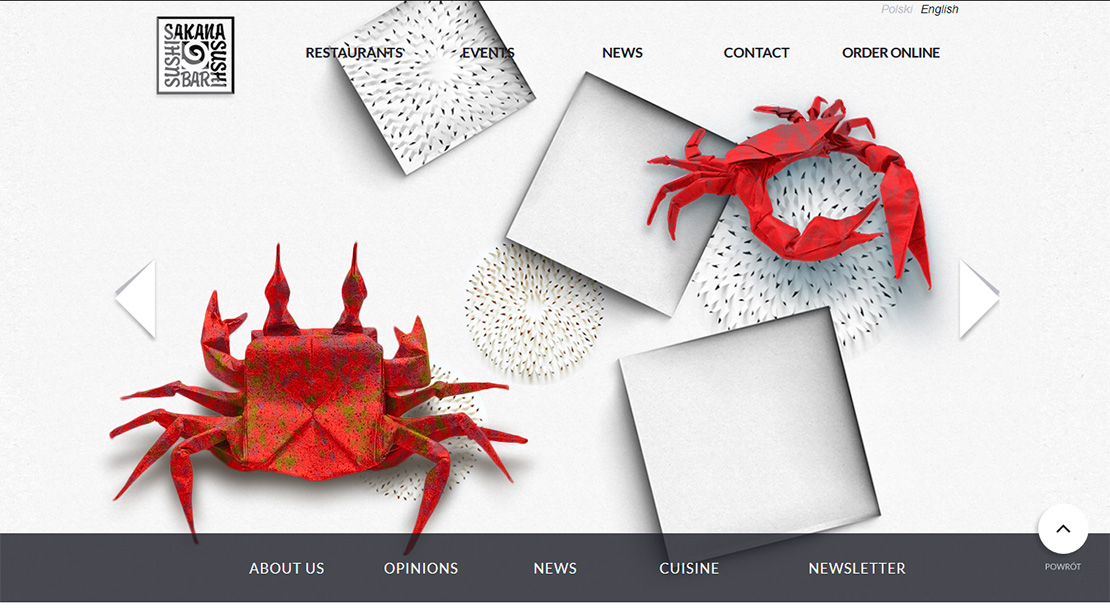 Polski English
SAKANA
SUSHI
SUSHI
BAR
RESTAURANTS EVENTS NEWS CONTACT ORDER ONLINE
ABOUT US OPINIONS NEWS CUISINE NEWSLETTER
POWRÓT